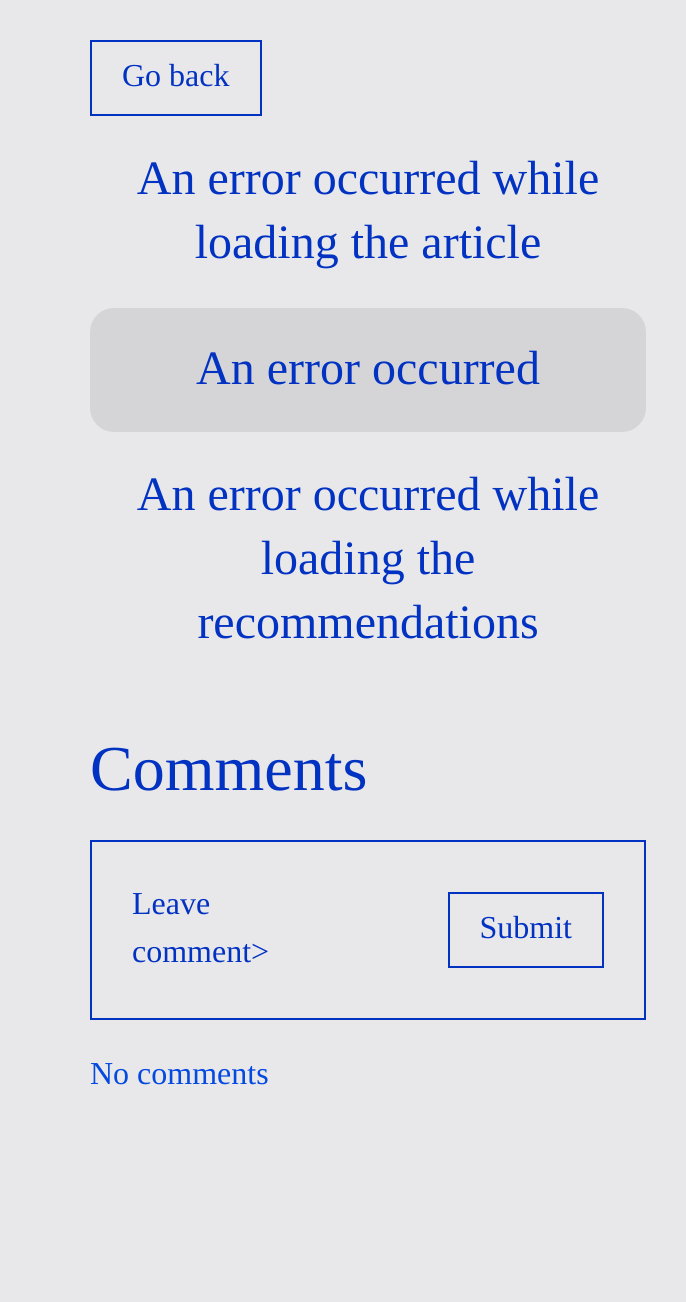 Go back
An error occurred while
loading the article
An error occurred
An error occurred while
loading the
recommendations
Comments
Leave
comment>
Submit
No comments